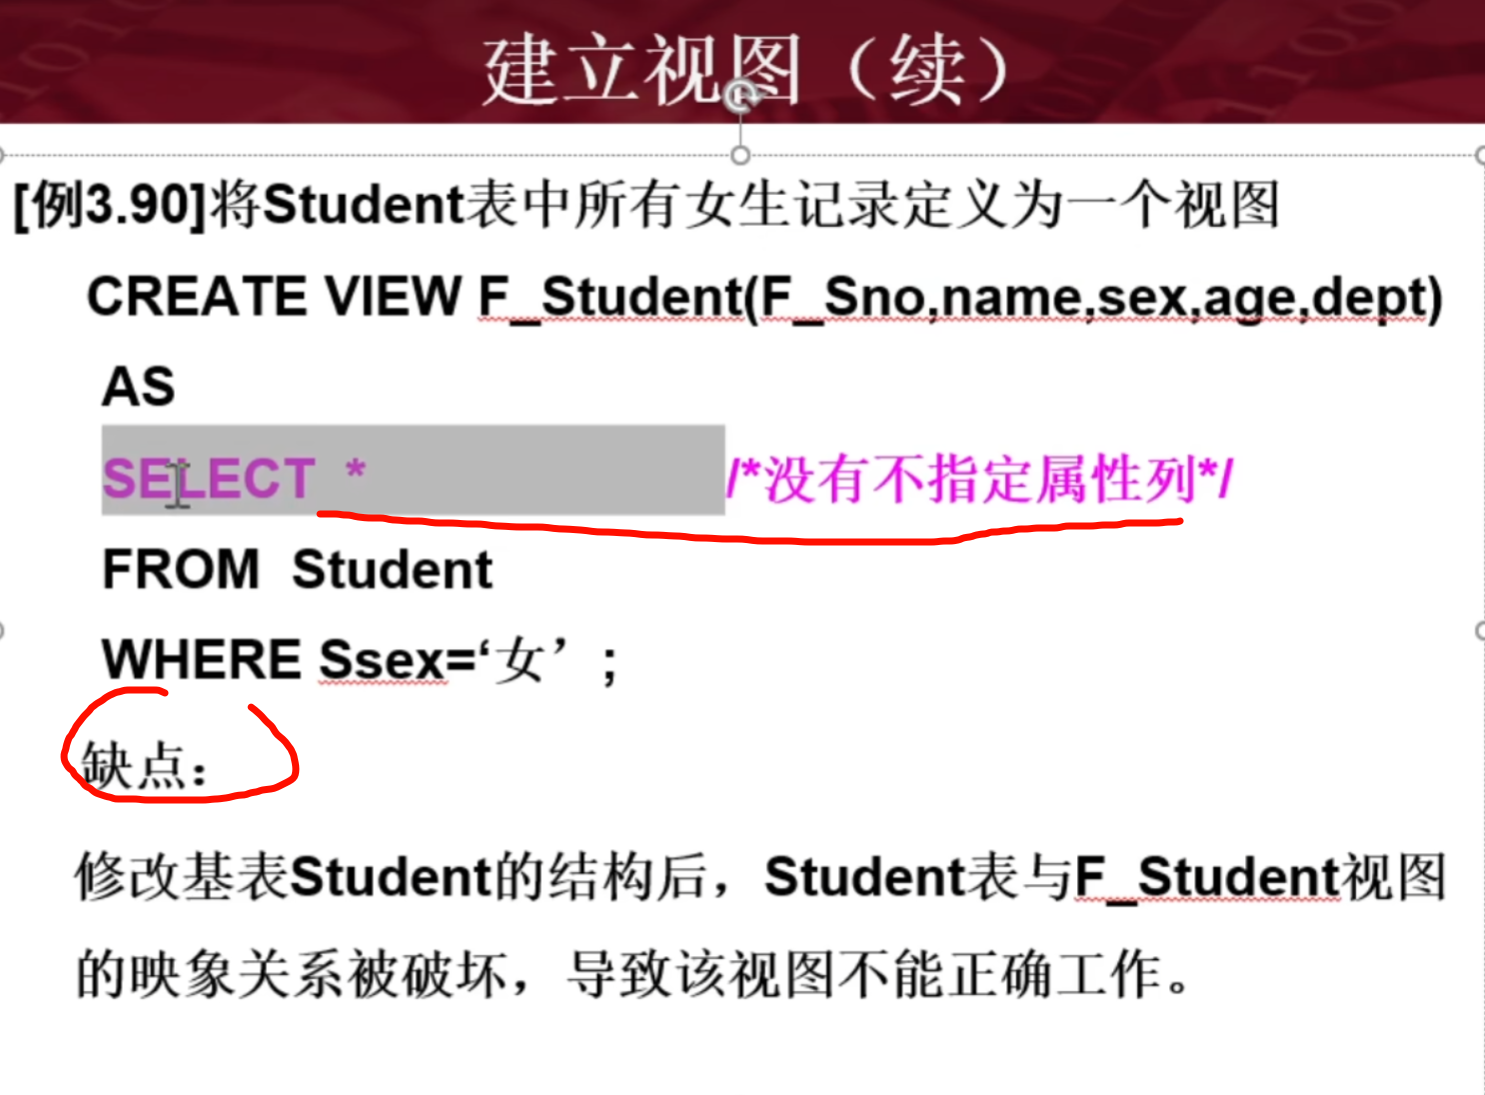 建立视图（续）
[例3.90]将Student表中所有女生记录定义为一个视图
CREATE VIEW F_Student(F_Sno,name,sex,age,dept)
AS
SELECT * /*没有不指定属性列*/
FROM Student
WHERE Ssex=‘女’;
缺点：
修改基表Student的结构后，Student表与F_Student视图
的映象关系被破坏，导致该视图不能正确工作。